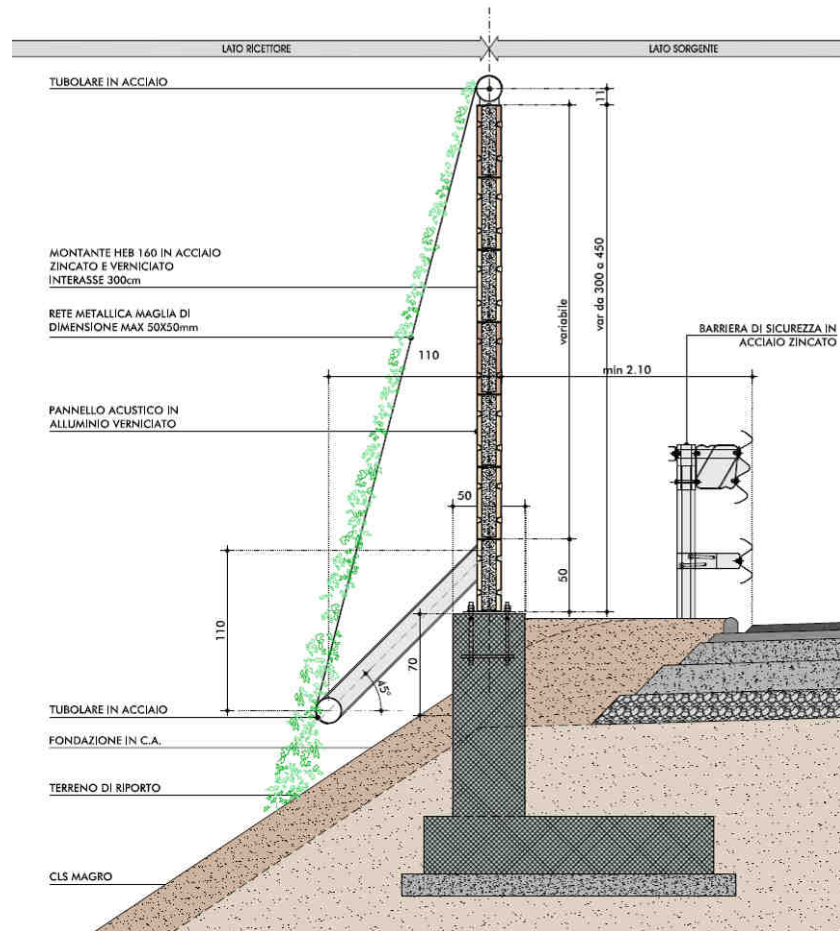 LATO RICETTORE
LATO SORGENTE
TUBOLARE IN ACCIAIO
11
MONTANTE HEB 160 IN ACCIAIO
ZINCATO E VERNICIATO
INTERASSE 300cm
RETE METALLICA MAGLIA DI
DIMENSIONE MAX 50X50mm
variabile
var da 300 a 450
BARRIERA DI SICUREZZA IN
ACCIAIO ZINCATO
110
min 2.10
PANNELLO ACUSTICO IN
ALLUMINIO VERNICIATO
50
50
110
70
45°
TUBOLARE IN ACCIAIO
FONDAZIONE IN C.A.
TERRENO DI RIPORTO
CLS MAGRO